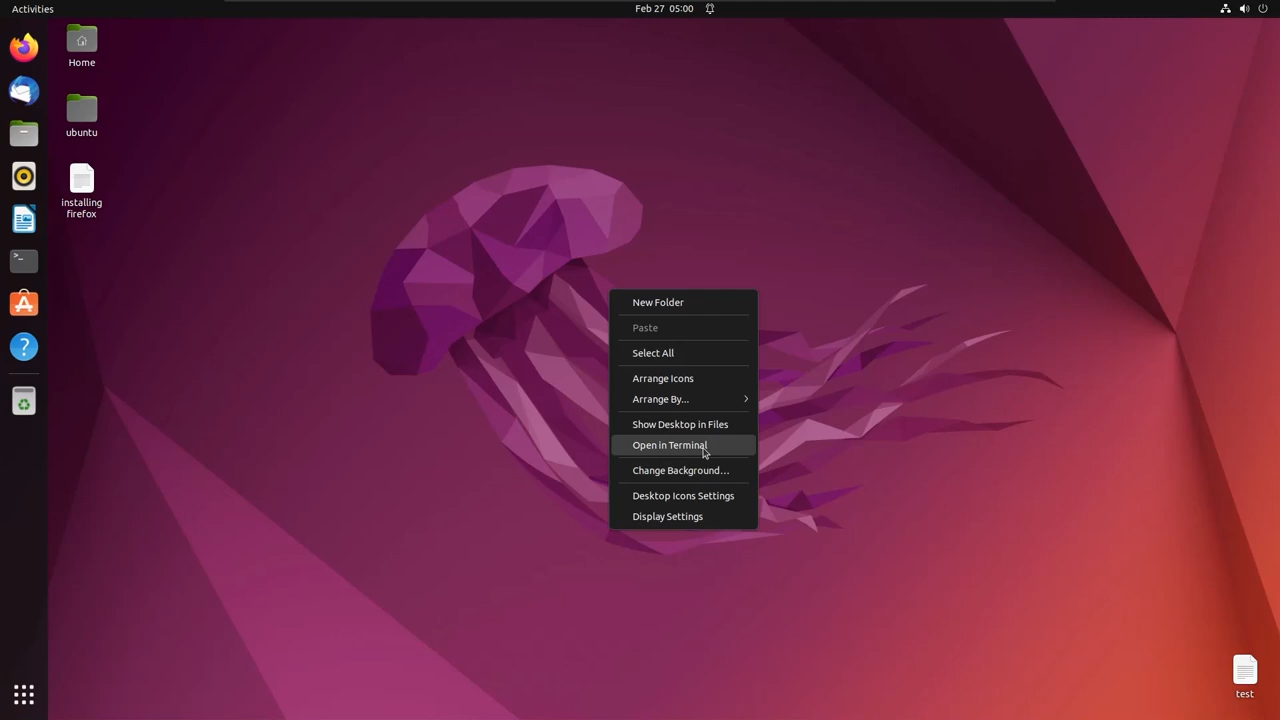 Activities
Feb 27 05:00
Home
ubuntu
installing
firefox
New Folder
Paste
Select All
Arrange Icons
Arrange By...
Show Desktop in Files
Open in Terminal
Change Background…
Desktop Icons Settings
Display Settings
test